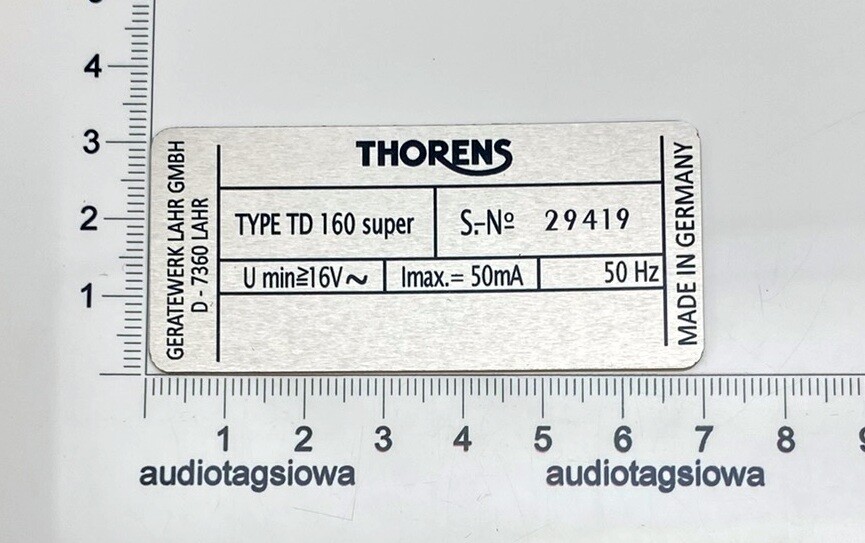 4
3
2
1
GERATEWERK LAHR GMBH
D - 7360 LAHR
THORENS
TYPE TD 160 super
S.-Nº 29419
U min≧16V~
Imax.= 50mA
50 Hz
MADE IN GERMANY
1 2 3 4 5 6 7 8
audiotagsiowa audiotagsiowa